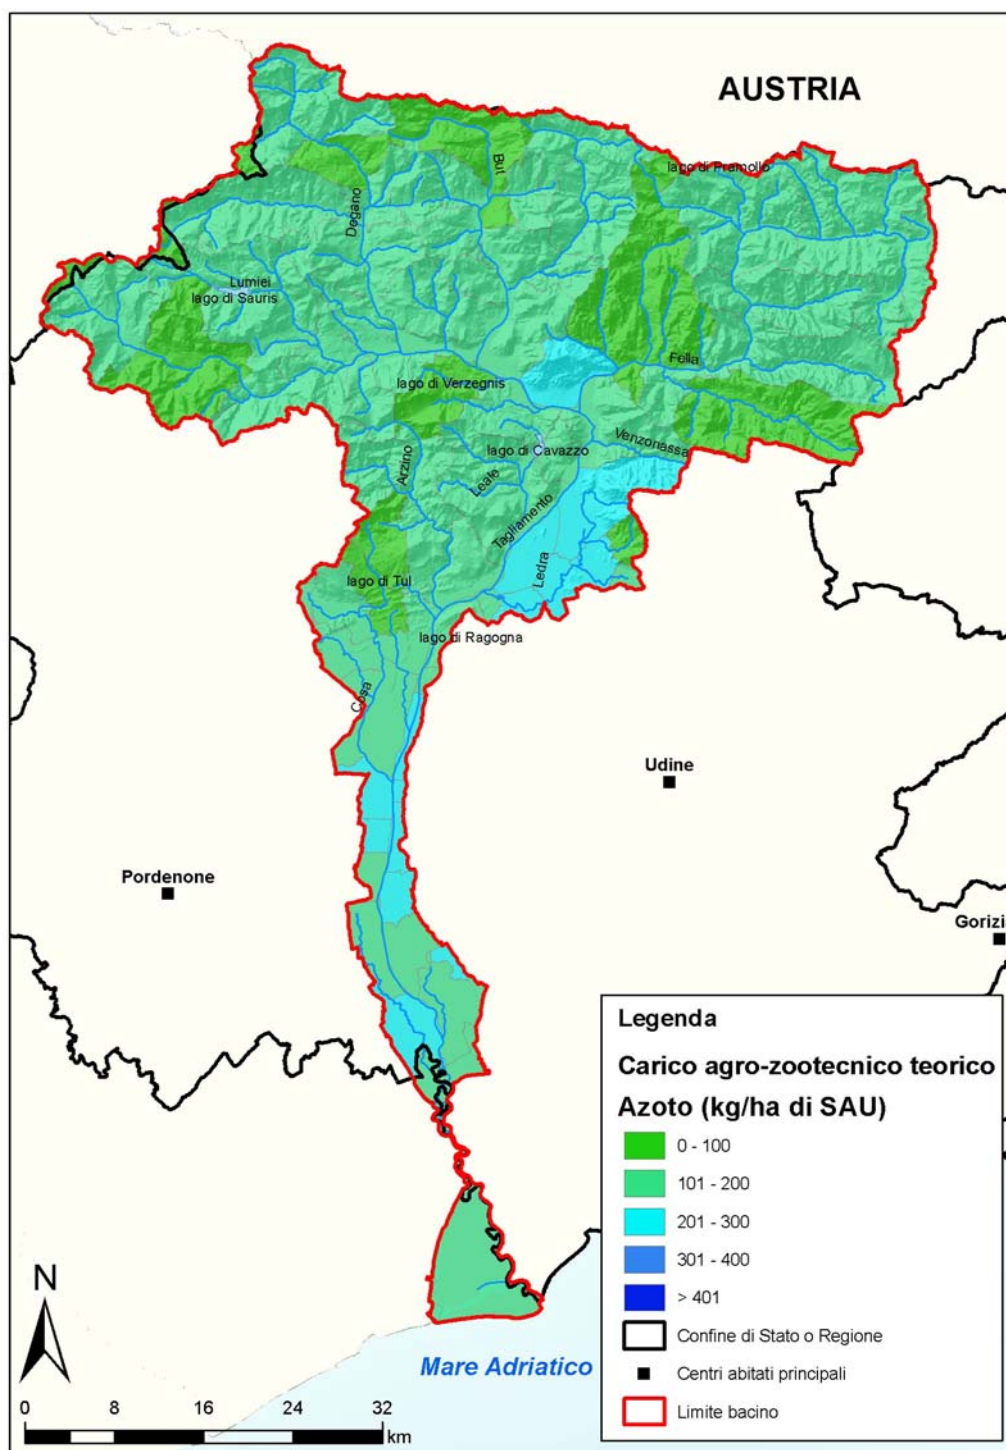 AUSTRIA
lago di Pramollo
But
Degano
Lumiei
lago di Sauris
Fella
lago di Verzegnis
Venzonassa
lago di Cavazzo
Arzino
Leale
Tagliamento
Ledra
lago di Tul
lago di Ragogna
Cosa
Udine
Pordenone
Gorizi
Legenda
Carico agro-zootecnico teorico
Azoto (kg/ha di SAU)
0 - 100
101 - 200
201 - 300
301 - 400
> 401
Confine di Stato o Regione
Centri abitati principali
Limite bacino
Mare Adriatico
N
0 8 16 24 32
km